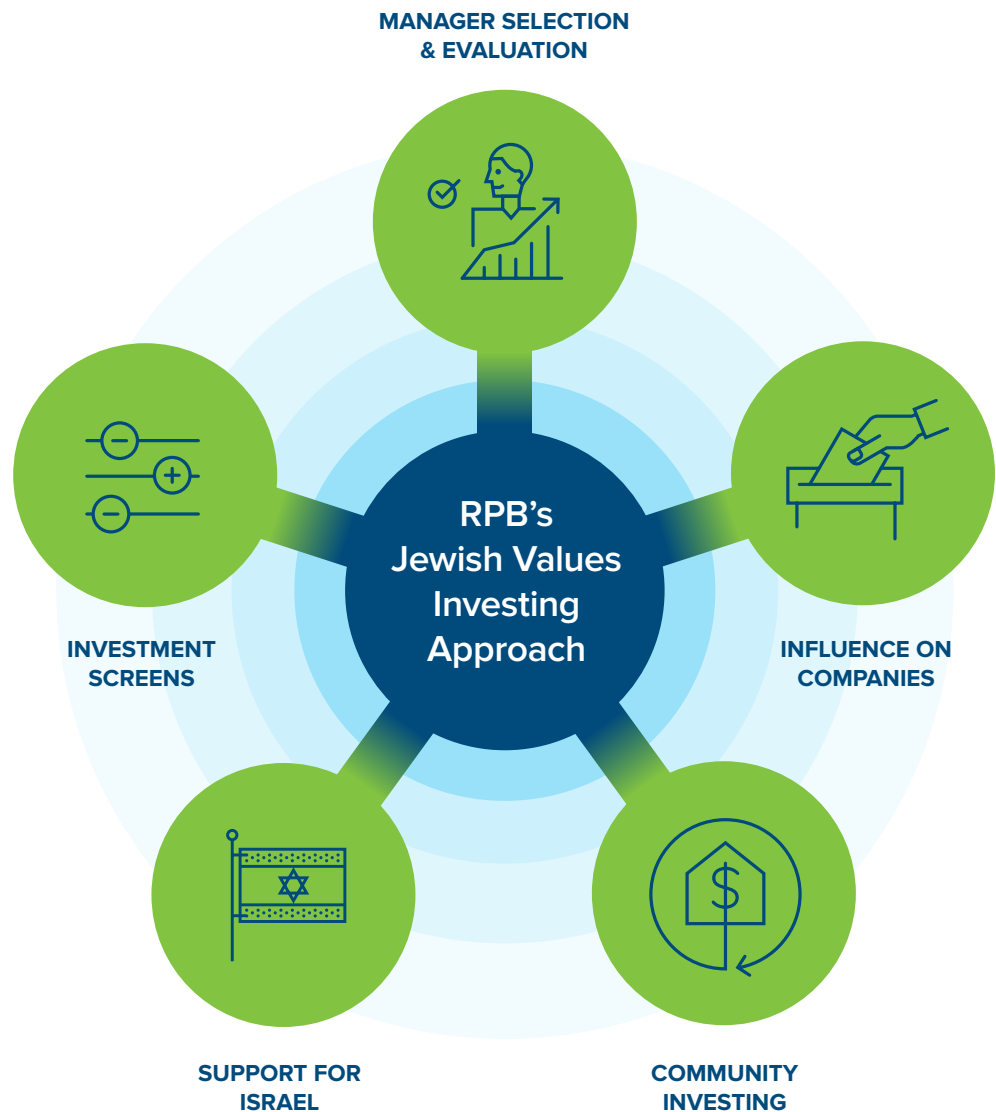 MANAGER SELECTION
& EVALUATION
RPB’s
Jewish Values
Investing
Approach
INVESTMENT
SCREENS
INFLUENCE ON
COMPANIES
SUPPORT FOR
ISRAEL
COMMUNITY
INVESTING